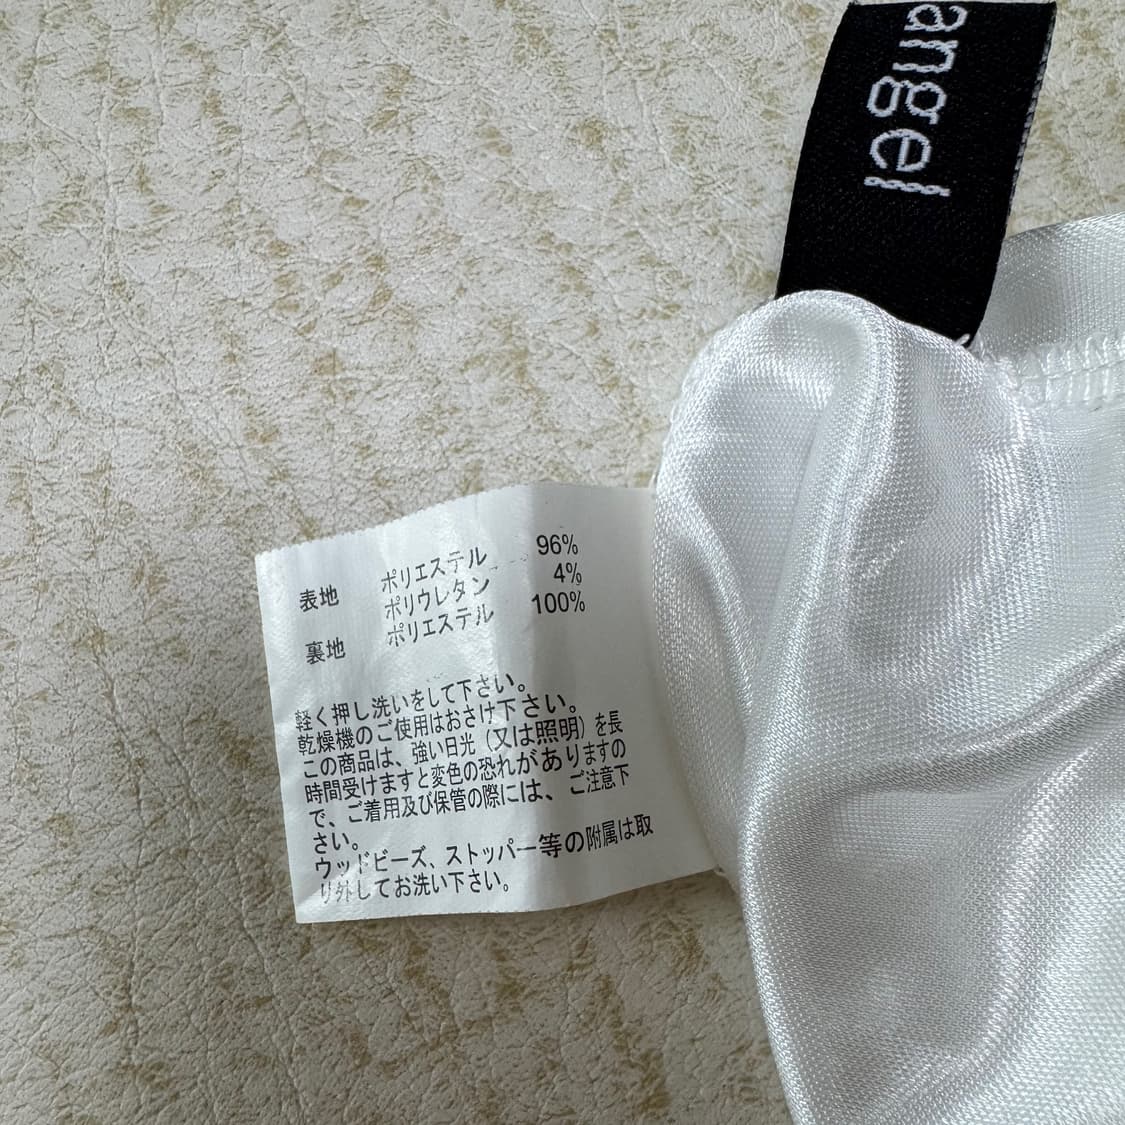 angel
表地 ポリエステル 96%
ポリウレタン 4%
裏地 ポリエステル 100%
軽く押し洗いをして下さい。
乾燥機のご使用はおさけ下さい。
この商品は、強い日光（又は照明）を長
時間受けますと変色の恐れがありますの
で、ご着用及び保管の際には、ご注意下
さい。
ウッドビーズ、ストッパー等の附属は取
り外してお洗い下さい。